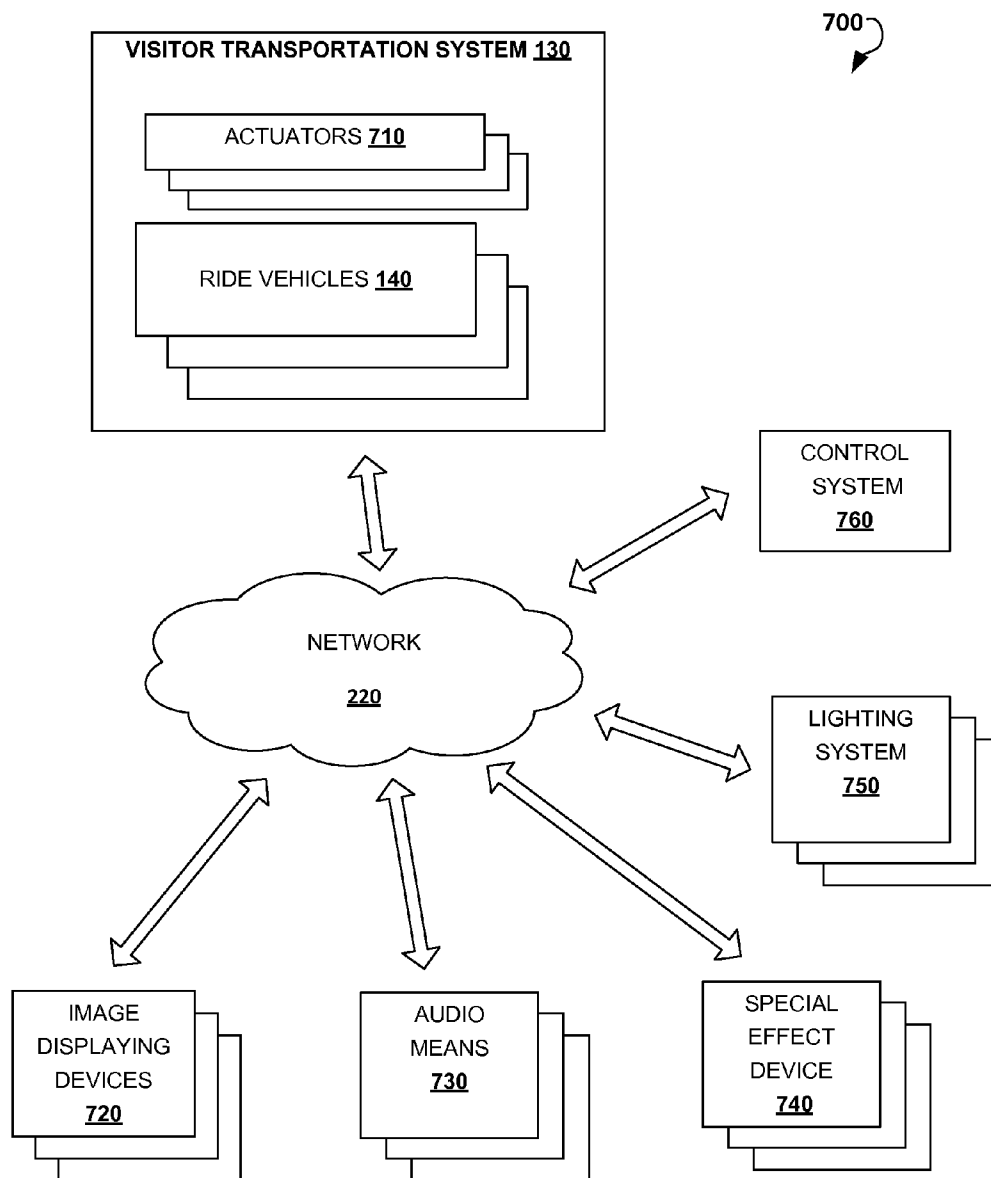 700
VISITOR TRANSPORTATION SYSTEM 130
ACTUATORS 710
RIDE VEHICLES 140
CONTROL
SYSTEM
760
NETWORK
220
LIGHTING
SYSTEM
750
IMAGE
DISPLAYING
DEVICES
720
AUDIO
MEANS
730
SPECIAL
EFFECT
DEVICE
740